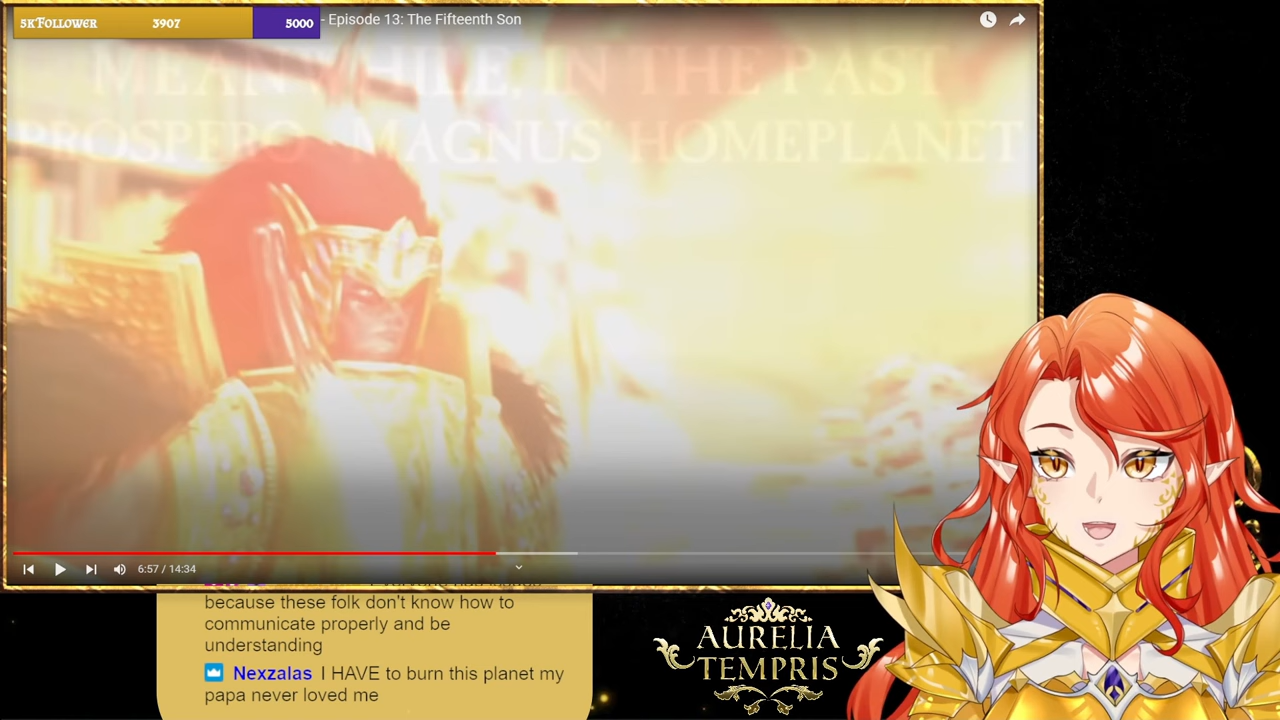 5KFOLLOWER 3907 5000
- Episode 13: The Fifteenth Son
MEANWHILE, IN THE PAST
PROSPERO - MAGNUS' HOMEPLANET
6:57 / 14:34
because these folk don't know how to
communicate properly and be
understanding
Nexzalas I HAVE to burn this planet my
papa never loved me
AURELIA
TEMPRIS